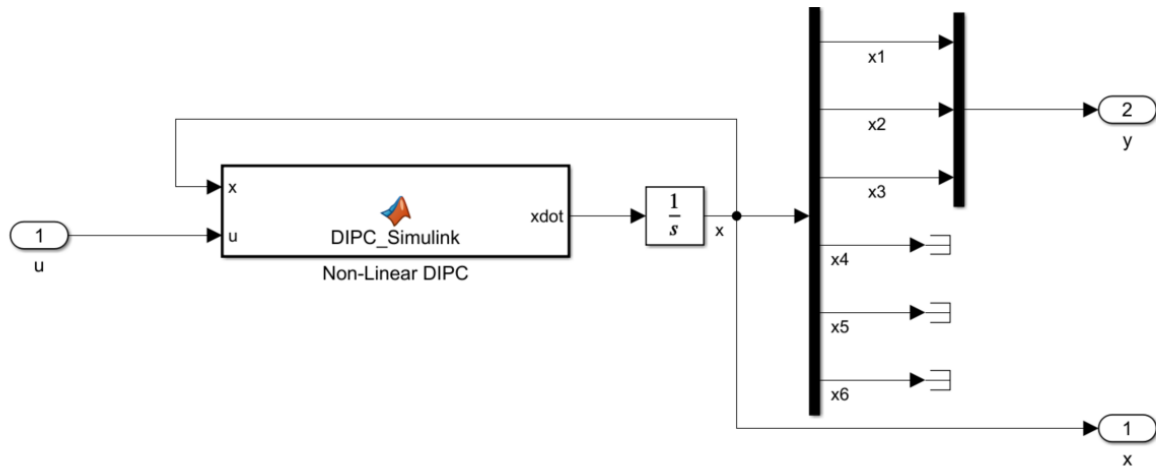 x1
x2
2
y
x3
x
u
DIPC_Simulink
xdot
1
s
x
1
u
Non-Linear DIPC
x4
x5
x6
1
x